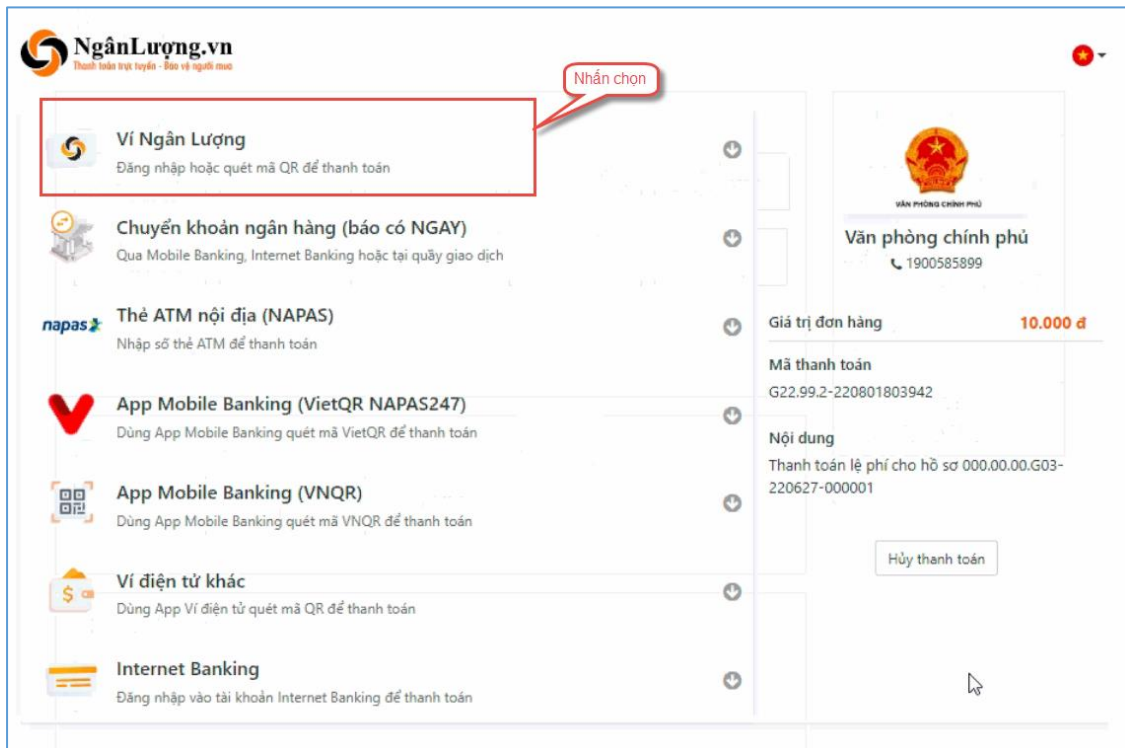 NgânLượng.vn
Thanh toán trực tuyến - Bảo vệ người mua
Nhấn chọn
Ví Ngân Lượng
Đăng nhập hoặc quét mã QR để thanh toán
Chuyển khoản ngân hàng (báo có NGAY)
Qua Mobile Banking, Internet Banking hoặc tại quầy giao dịch
napas
Thẻ ATM nội địa (NAPAS)
Nhập số thẻ ATM để thanh toán
App Mobile Banking (VietQR NAPAS247)
Dùng App Mobile Banking quét mã VietQR để thanh toán
App Mobile Banking (VNQR)
Dùng App Mobile Banking quét mã VNQR để thanh toán
Ví điện tử khác
Dùng App Ví điện tử quét mã QR để thanh toán
Internet Banking
Đăng nhập vào tài khoản Internet Banking để thanh toán
VĂN PHÒNG CHÍNH PHỦ
Văn phòng chính phủ
1900585899
Giá trị đơn hàng 10.000 đ
Mã thanh toán
G22.99.2-220801803942
Nội dung
Thanh toán lệ phí cho hồ sơ 000.00.00.G03-
220627-000001
Hủy thanh toán